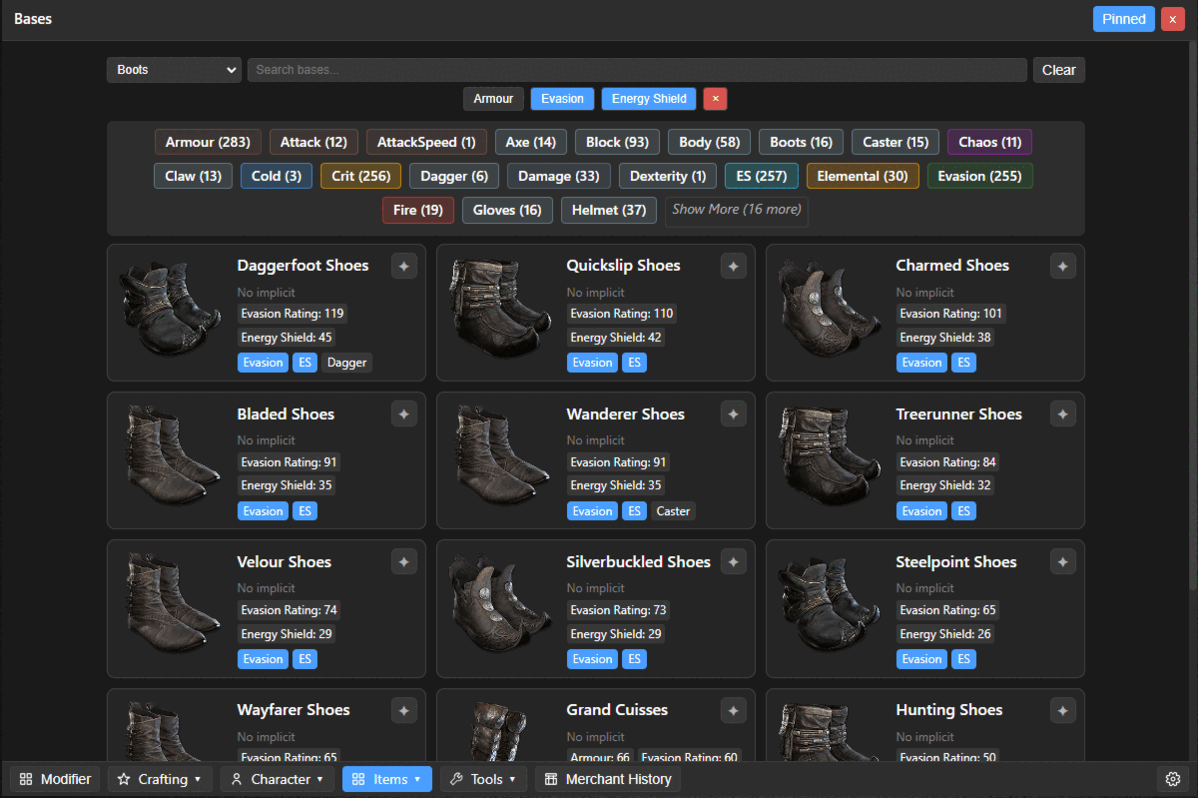 Bases
Pinned
×
Boots
Search bases...
Clear
Armour
Evasion
Energy Shield
×
Armour (283)
Attack (12)
AttackSpeed (1)
Axe (14)
Block (93)
Body (58)
Boots (16)
Caster (15)
Chaos (11)
Claw (13)
Cold (3)
Crit (256)
Dagger (6)
Damage (33)
Dexterity (1)
ES (257)
Elemental (30)
Evasion (255)
Fire (19)
Gloves (16)
Helmet (37)
Show More (16 more)
Daggerfoot Shoes
No implicit
Evasion Rating: 119
Energy Shield: 45
Evasion ES Dagger
Quickslip Shoes
No implicit
Evasion Rating: 110
Energy Shield: 42
Evasion ES
Charmed Shoes
No implicit
Evasion Rating: 101
Energy Shield: 38
Evasion ES
Bladed Shoes
No implicit
Evasion Rating: 91
Energy Shield: 35
Evasion ES
Wanderer Shoes
No implicit
Evasion Rating: 91
Energy Shield: 35
Evasion ES Caster
Treerunner Shoes
No implicit
Evasion Rating: 84
Energy Shield: 32
Evasion ES
Velour Shoes
No implicit
Evasion Rating: 74
Energy Shield: 29
Evasion ES
Silverbuckled Shoes
No implicit
Evasion Rating: 73
Energy Shield: 29
Evasion ES
Steelpoint Shoes
No implicit
Evasion Rating: 65
Energy Shield: 26
Evasion ES
Wayfarer Shoes
No implicit
Evasion Rating: 65
Grand Cuisses
No implicit
Armour: 66 Evasion Rating: 60
Hunting Shoes
No implicit
Evasion Rating: 50
Modifier
Crafting
Character
Items
Tools
Merchant History